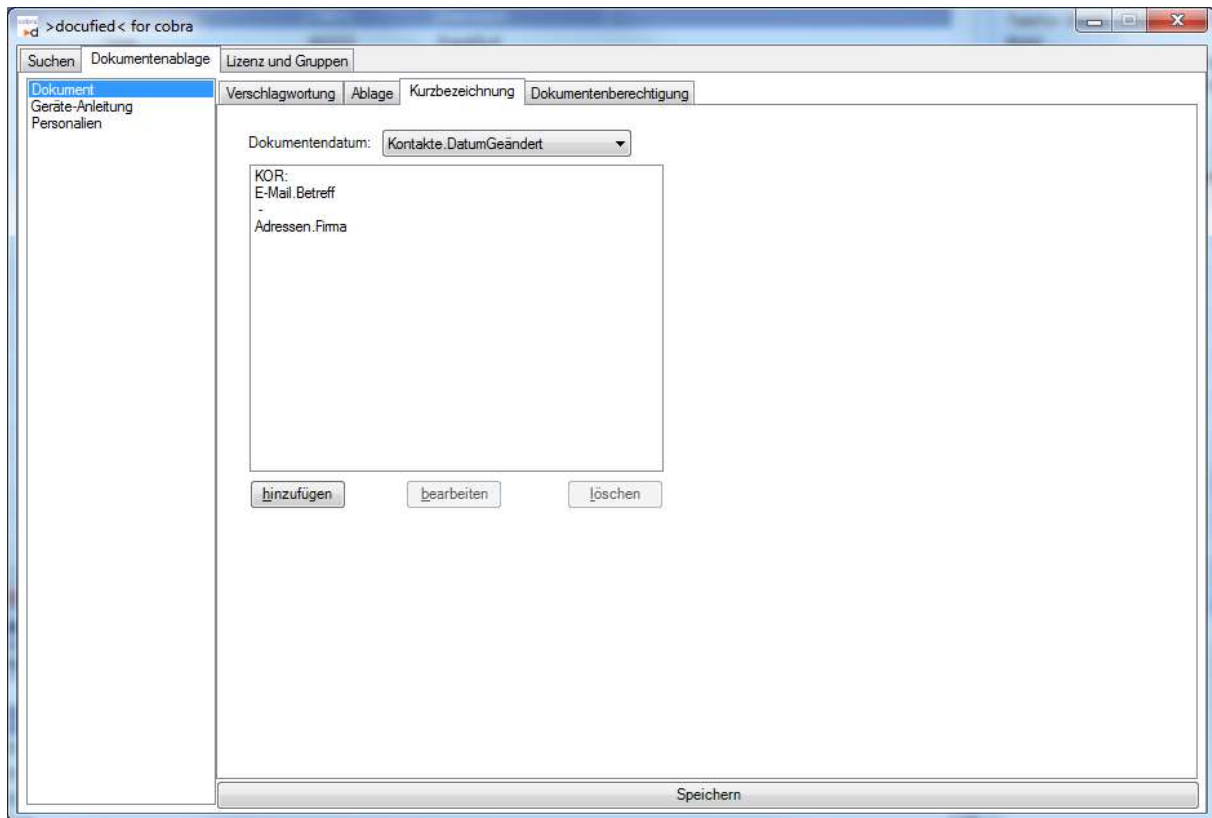 >docufied< for cobra
Suchen Dokumentenablage Lizenz und Gruppen
Dokument
Geräte-Anleitung
Personalien
Verschlagwortung Ablage Kurzbezeichnung Dokumentenberechtigung
Dokumentendatum: Kontakte.DatumGeändert
KOR:
E-Mail.Betreff
-
Adressen.Firma
hinzufügen bearbeiten löschen
Speichern